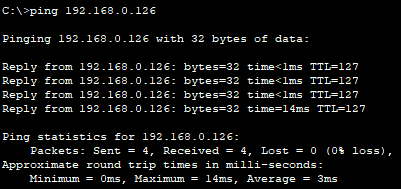 C:\>ping 192.168.0.126
Pinging 192.168.0.126 with 32 bytes of data:
Reply from 192.168.0.126: bytes=32 time<1ms TTL=127
Reply from 192.168.0.126: bytes=32 time<1ms TTL=127
Reply from 192.168.0.126: bytes=32 time<1ms TTL=127
Reply from 192.168.0.126: bytes=32 time=14ms TTL=127
Ping statistics for 192.168.0.126:
    Packets: Sent = 4, Received = 4, Lost = 0 (0% loss),
Approximate round trip times in milli-seconds:
    Minimum = 0ms, Maximum = 14ms, Average = 3ms